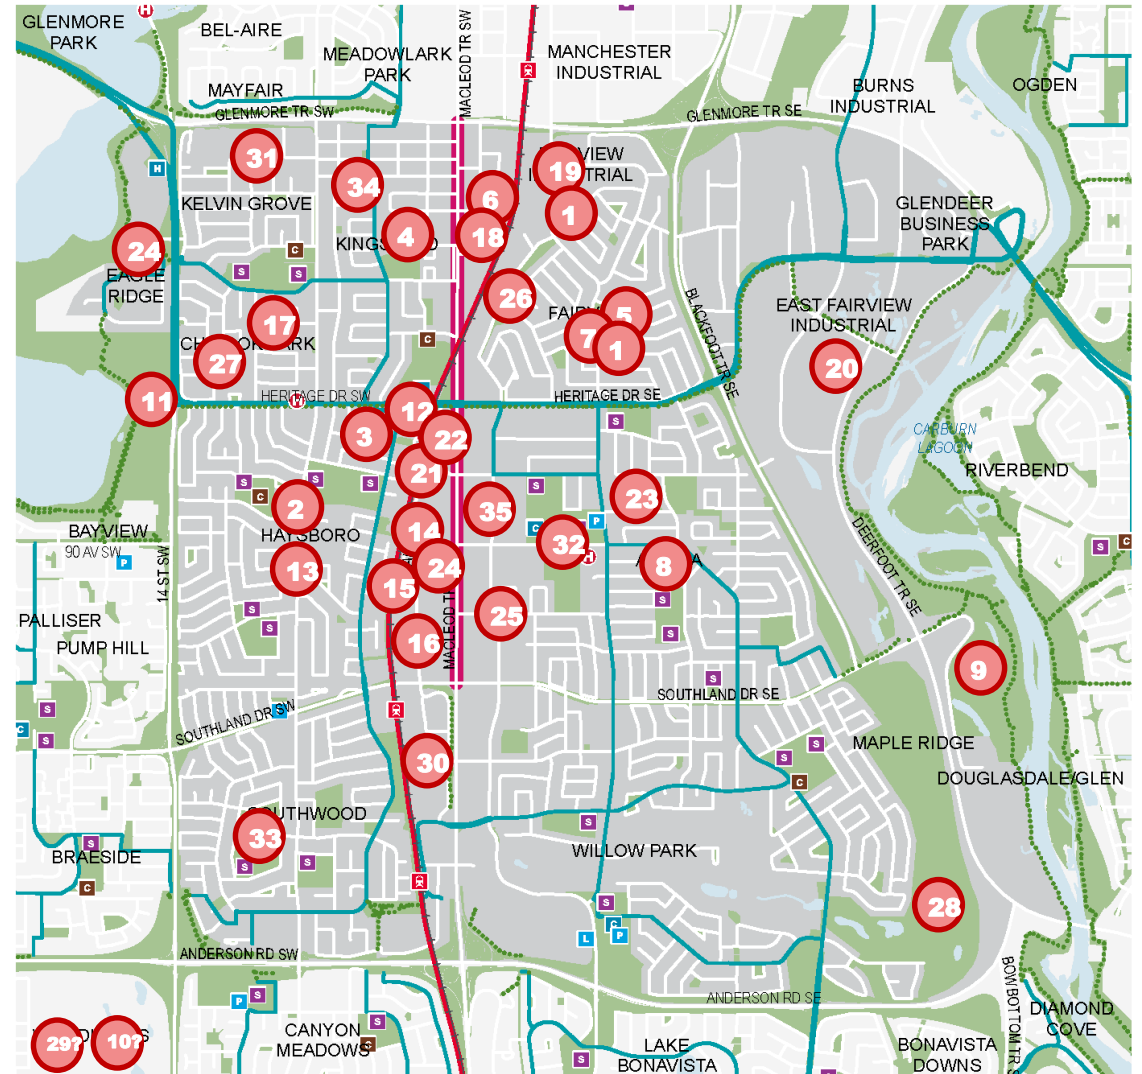 GLENMORE
PARK
BEL-AIRE
MEADOWLARK
PARK
MAYFAIR
GLENMORE TR SW
MACLEOD TR SW
MANCHESTER
INDUSTRIAL
BURNS
INDUSTRIAL
OGDEN
GLENMORE TR SE
H
H
31
34
KELVIN GROVE
19
6
1
4
18
GLENDEER
BUSINESS
PARK
24
EAGLE
RIDGE
C
S
S
26
17
27
C
5
7
1
BLACKFOOT TR SE
EAST FAIRVIEW
INDUSTRIAL
20
11
HERITAGE DR SW
H
12
HERITAGE DR SE
3
22
21
S
CARBURN
LAGOON
RIVERBEND
S
C
S
S
2
HAYSBORO
35
S
23
14
C
P
32
H
8
BAYVIEW
90 AV SW
P
14 ST SW
13
24
15
25
16
DEERFOOT TR SE
S
C
PALLISER
PUMP HILL
S
S
S
S
S
9
SOUTHLAND DR SE
SOUTHLAND DR SW
P
S
C
S
30
S
S
C
MAPLE RIDGE
DOUGLASDALE/GLEN
33
S
S
S
BRAESIDE
C
S
WILLOW PARK
28
S
C
L
P
ANDERSON RD SW
ANDERSON RD SE
P
S
29?
10?
CANYON
MEADOWS
S
C
S
LAKE
BONAVISTA
S
BONAVISTA
DOWNS
BOW BOTTOM TR S
DIAMOND
COVE